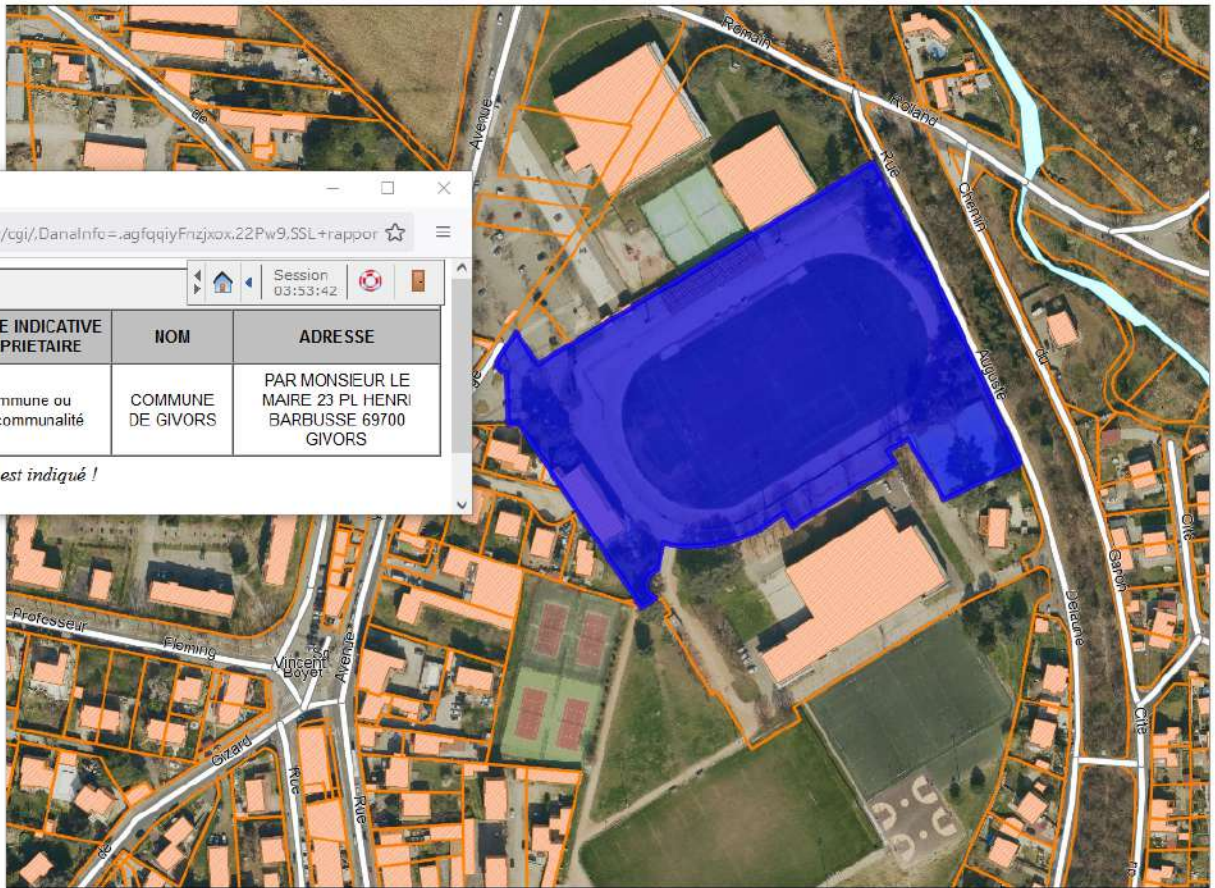 Romain
Rolland
Avenue
de
Rue
Chemin
du
/cgi/,DanaInfo=.agfqqiyFnzjxox.22Pw9,SSL+rappor
Session
03:53:42
E INDICATIVE
PRIETAIRE
NOM
ADRESSE
mmune ou
communalité
COMMUNE
DE GIVORS
PAR MONSIEUR LE
MAIRE 23 PL HENRI
BARBUSSE 69700
GIVORS
est indiqué !
Auguste
Delaune
Garon
Cité
Cité
Professeur
Fleming
Vincent
Boyet
Avenue
Gizard
de
Rue
Rue